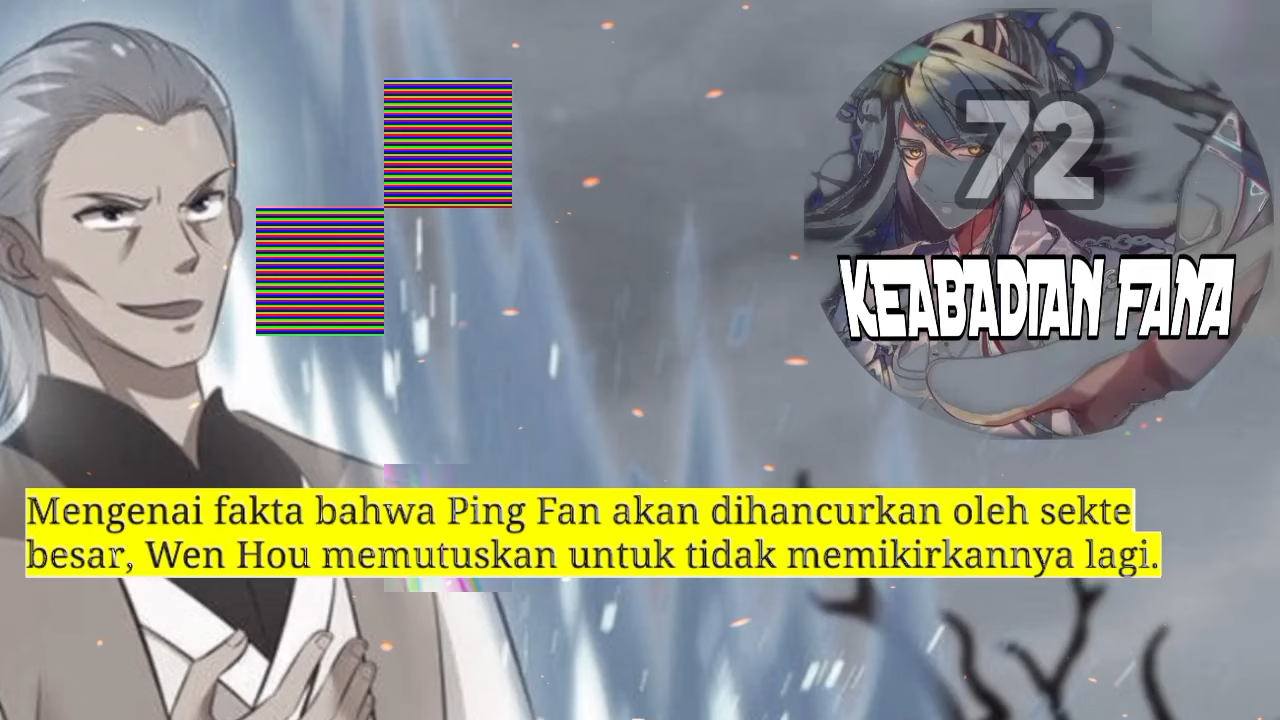 72
KEABADIAN FANA
Mengenai fakta bahwa Ping Fan akan dihancurkan oleh sekte
besar, Wen Hou memutuskan untuk tidak memikirkannya lagi.